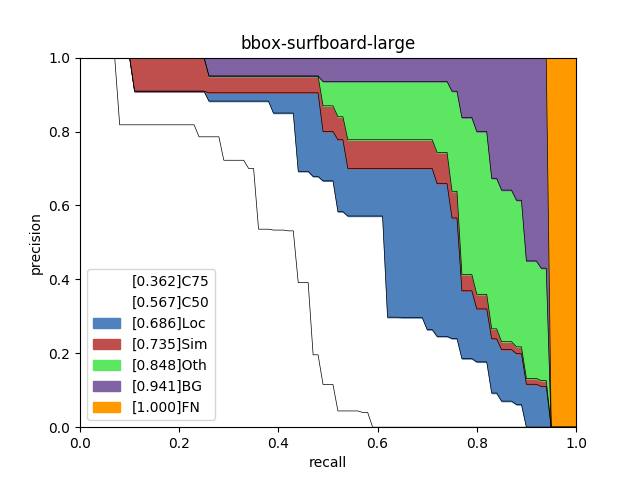 bbox-surfboard-large
1.0
0.8
0.6
0.4
0.2
0.0
precision
[0.362]C75
[0.567]C50
[0.686]Loc
[0.735]Sim
[0.848]Oth
[0.941]BG
[1.000]FN
0.0 0.2 0.4 0.6 0.8 1.0
recall